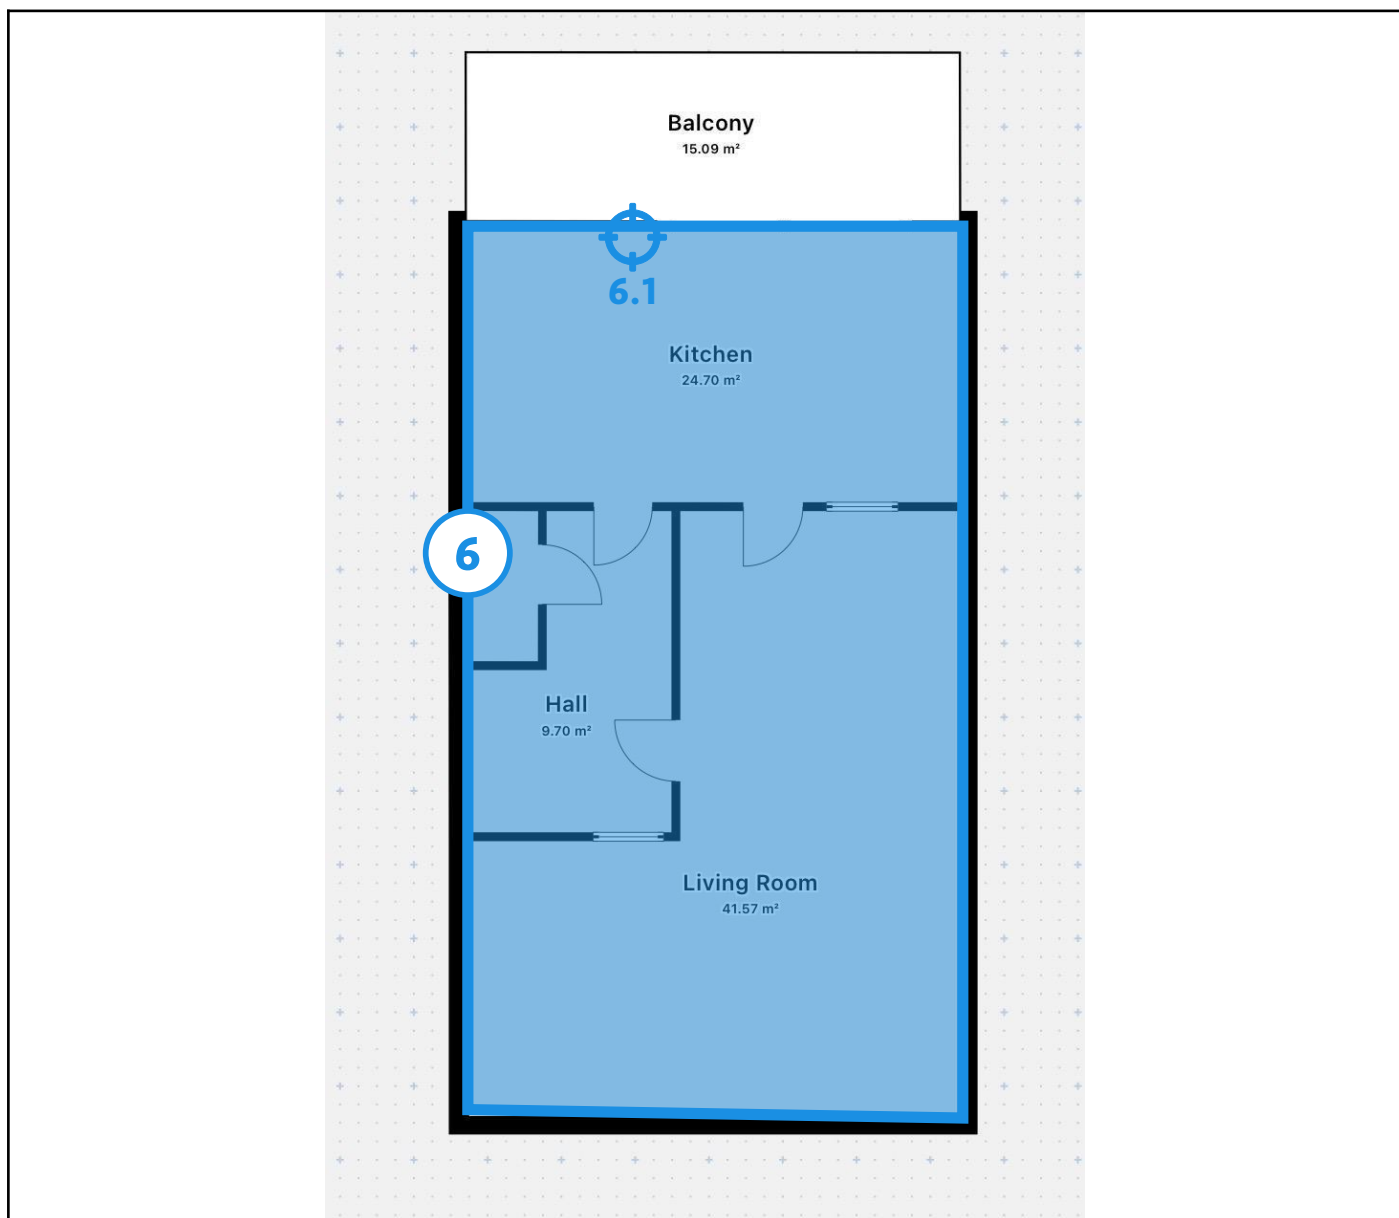 Balcony
15.09 m²
6.1
Kitchen
24.70 m²
6
Hall
9.70 m²
Living Room
41.57 m²